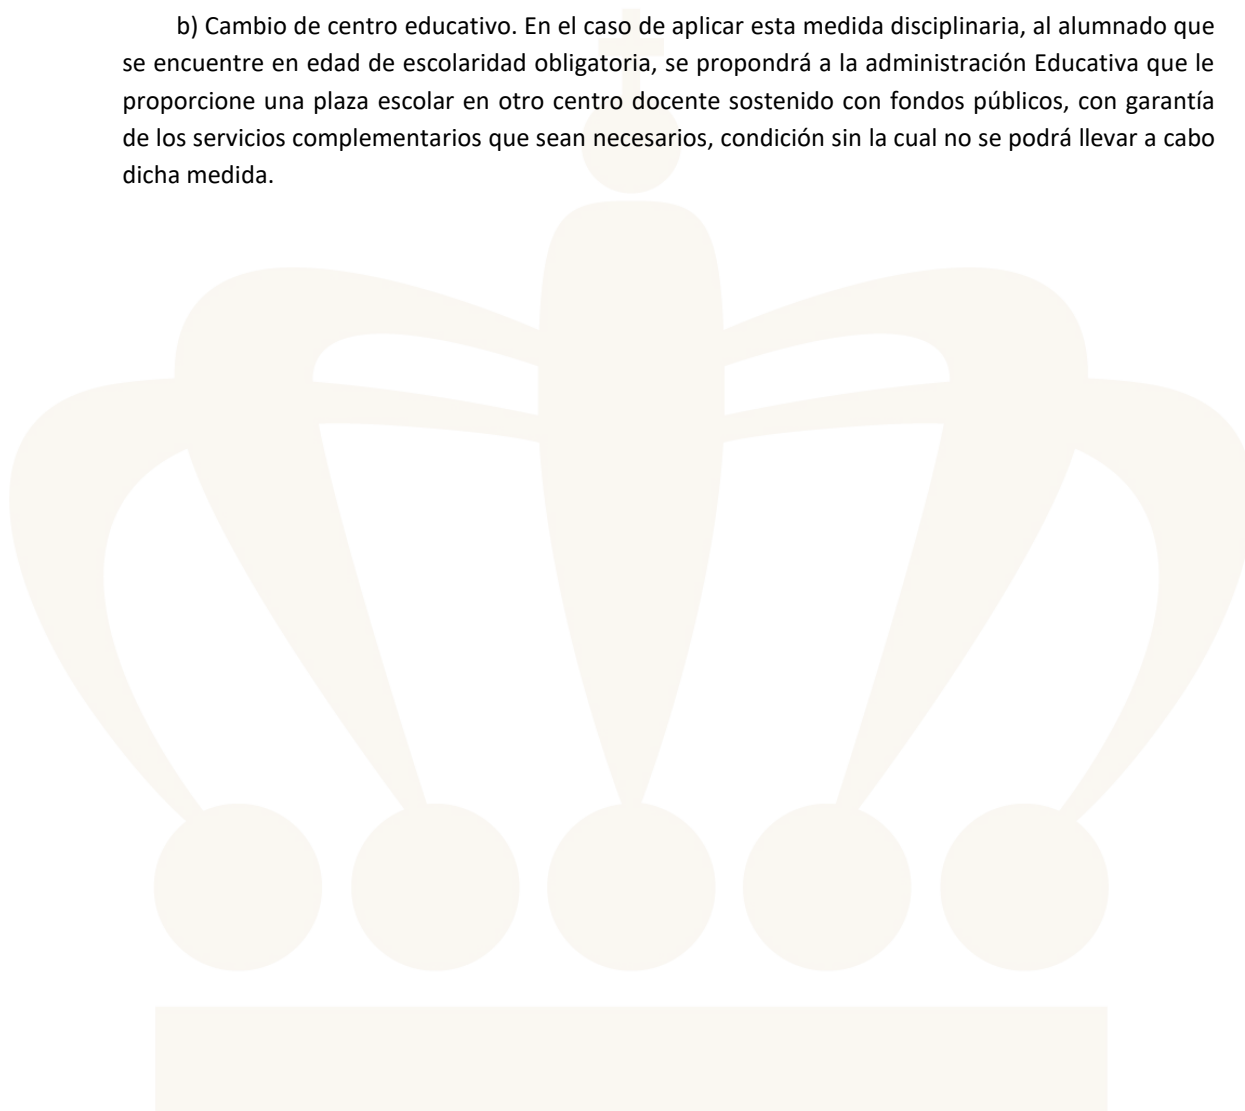 b) Cambio de centro educativo. En el caso de aplicar esta medida disciplinaria, al alumnado que
se encuentre en edad de escolaridad obligatoria, se propondrá a la administración Educativa que le
proporcione una plaza escolar en otro centro docente sostenido con fondos públicos, con garantía
de los servicios complementarios que sean necesarios, condición sin la cual no se podrá llevar a cabo
dicha medida.